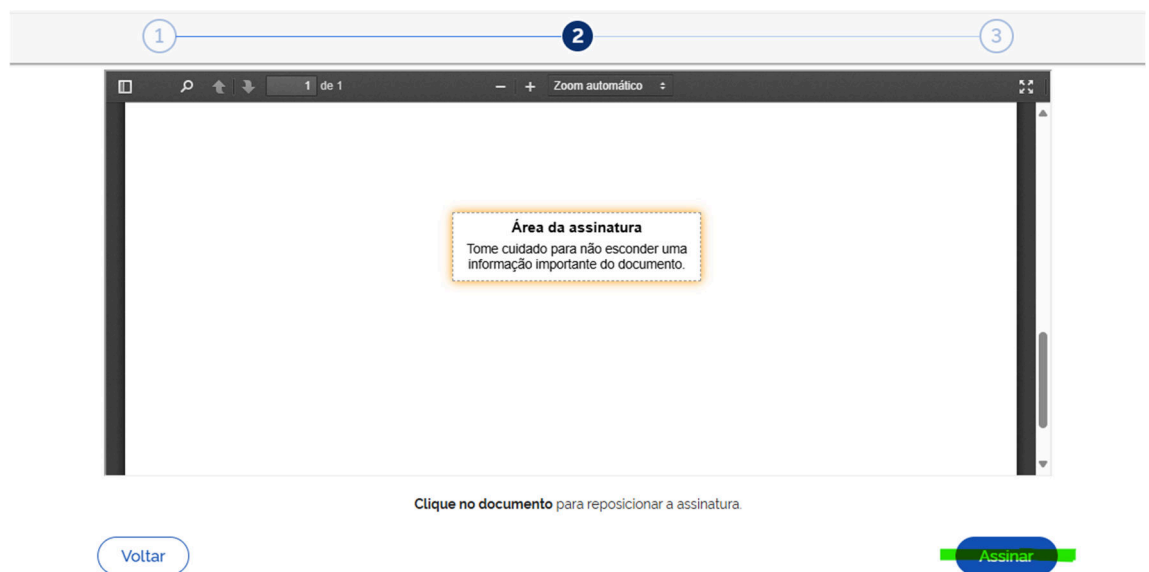 1 2 3
1 de 1 Zoom automático
Área da assinatura
Tome cuidado para não esconder uma
informação importante do documento.
Clique no documento para reposicionar a assinatura.
Voltar Assinar